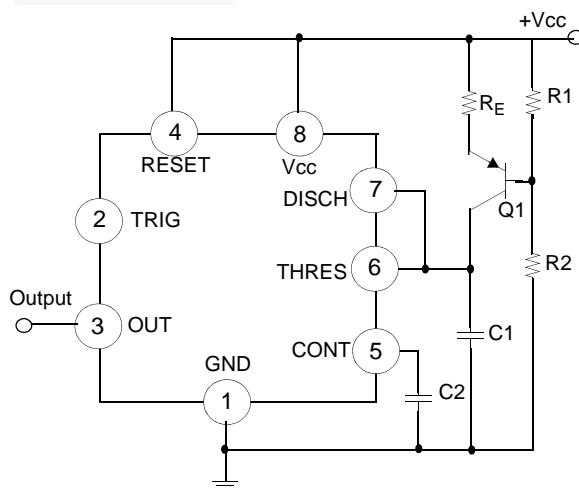 +Vcc
4
RESET
8
Vcc
R_E
R1
7
DISCH
Q1
2
TRIG
6
THRES
R2
Output
3
OUT
5
CONT
C1
GND
1
C2